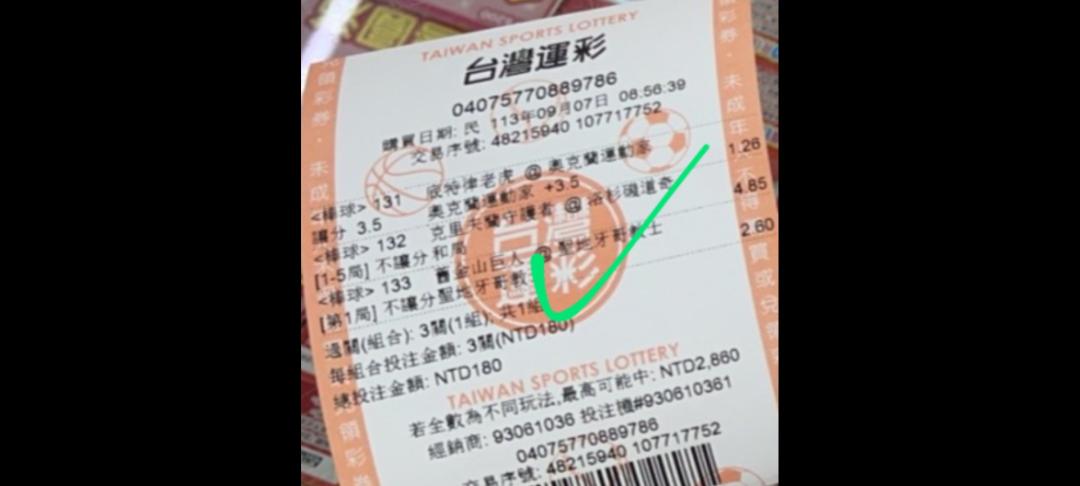 TAIWAN SPORTS LOTTERY
台灣運彩
04075770889786
購買日期: 民 113年09月07日 08:56:39
交易序號: 48215940 107717752
<棒球> 131 底特律老虎 @ 奧克蘭運動家
讓分 3.5 奧克蘭運動家 +3.5 1.26
<棒球> 132 克里夫蘭守護者 @ 洛杉磯道奇
[1-5局] 不讓分和局 4.85
<棒球> 133 舊金山巨人 @ 聖地牙哥教士
[第1局] 不讓分聖地牙哥教士 2.60
過關(組合): 3關(1組); 共1組
每組合投注金額: 3關(NTD180)
總投注金額: NTD180
TAIWAN SPORTS LOTTERY
若全數為不同玩法,最高可能中: NTD2,860
經銷商: 93061036 投注機#930610361
04075770889786
交易序號: 48215940 107717752